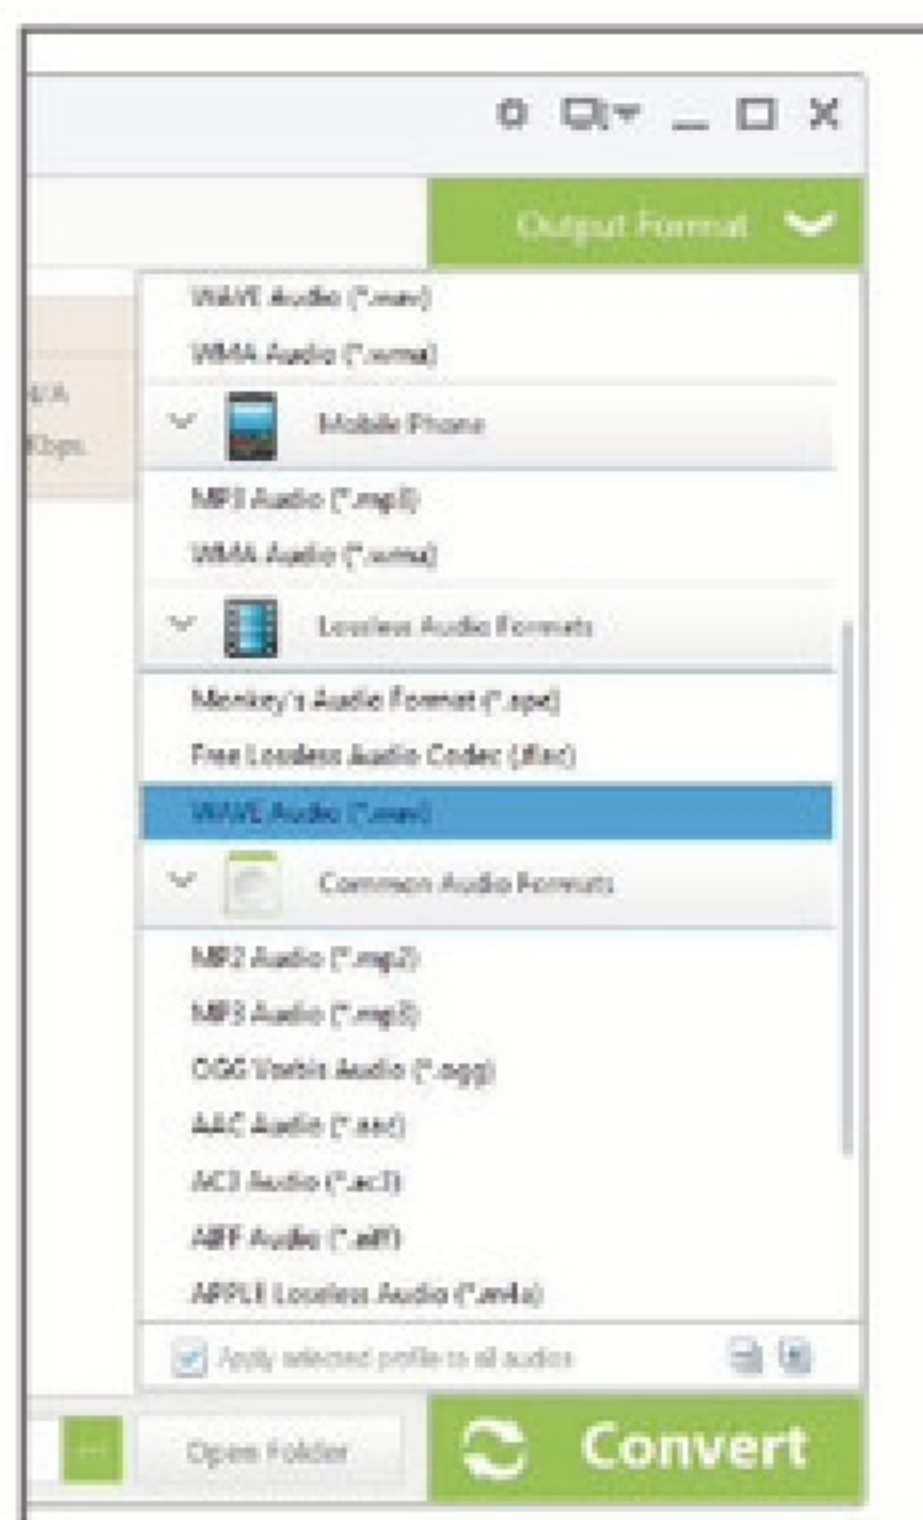 Output Format
WAVE Audio (*.wav)
WMA Audio (*.wma)
Mobile Phone
MP3 Audio (*.mp3)
WMA Audio (*.wma)
Lossless Audio Formats
Monkey's Audio Format (*.ape)
Free Lossless Audio Codec (.flac)
WAVE Audio (*.wav)
Common Audio Formats
MP2 Audio (*.mp2)
MP3 Audio (*.mp3)
OGG Vorbis Audio (*.ogg)
AAC Audio (*.aac)
AC3 Audio (*.ac3)
AIFF Audio (*.aiff)
APPLE Lossless Audio (*.m4a)
Apply selected profile to all audios
Kbps
Open Folder
Convert